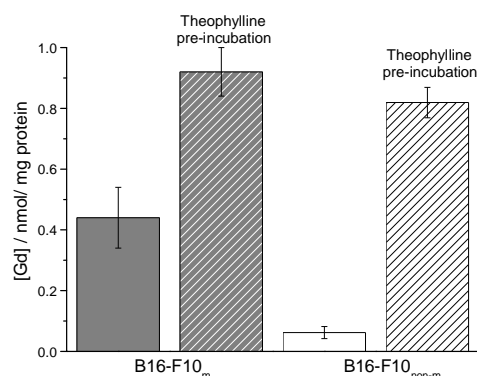 Theophylline
pre-incubation
Theophylline
pre-incubation
1.0
0.8
0.6
0.4
0.2
0.0
[Gd] / nmol/ mg protein
B16-F10m
B16-F10non-m